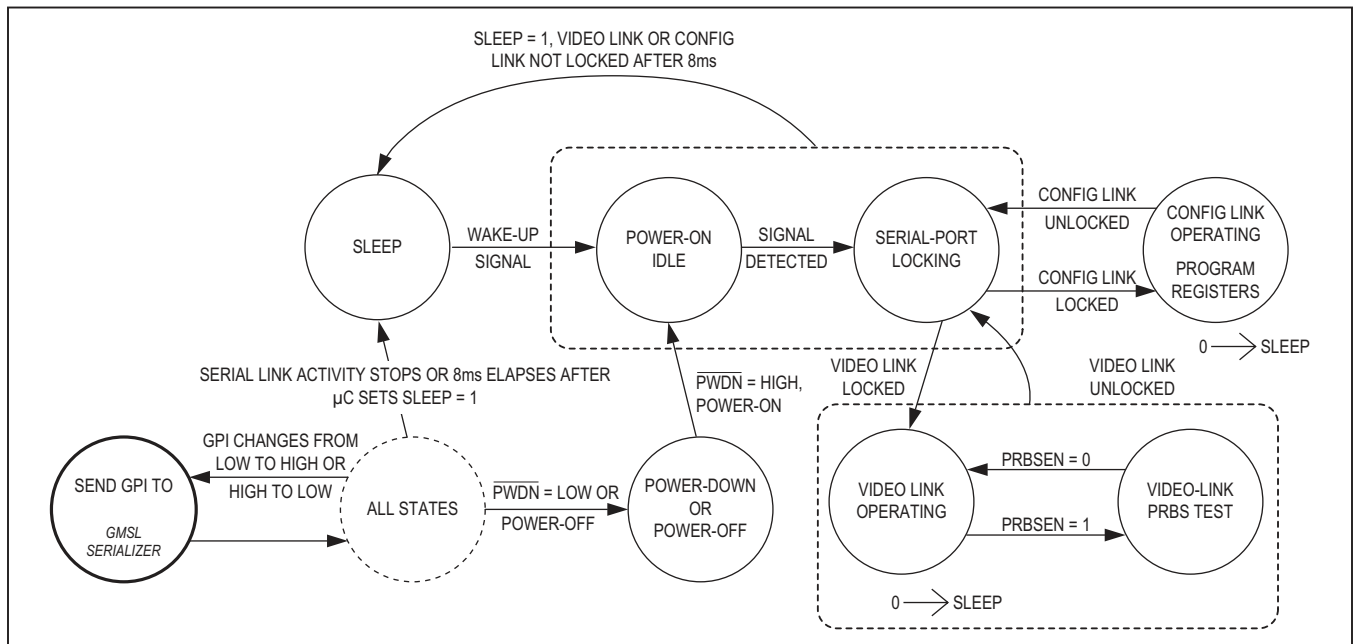 SLEEP = 1, VIDEO LINK OR CONFIG
LINK NOT LOCKED AFTER 8ms
SLEEP
WAKE-UP
SIGNAL
POWER-ON
IDLE
SIGNAL
DETECTED
SERIAL-PORT
LOCKING
CONFIG LINK
UNLOCKED
CONFIG LINK
LOCKED
CONFIG LINK
OPERATING
PROGRAM
REGISTERS
0 → SLEEP
SERIAL LINK ACTIVITY STOPS OR 8ms ELAPSES AFTER
µC SETS SLEEP = 1
PWDN = HIGH,
POWER-ON
VIDEO LINK
LOCKED
VIDEO LINK
UNLOCKED
GPI CHANGES FROM
LOW TO HIGH OR
HIGH TO LOW
SEND GPI TO
GMSL
SERIALIZER
ALL STATES
PWDN = LOW OR
POWER-OFF
POWER-DOWN
OR
POWER-OFF
VIDEO LINK
OPERATING
PRBSEN = 0
PRBSEN = 1
VIDEO-LINK
PRBS TEST
0 → SLEEP